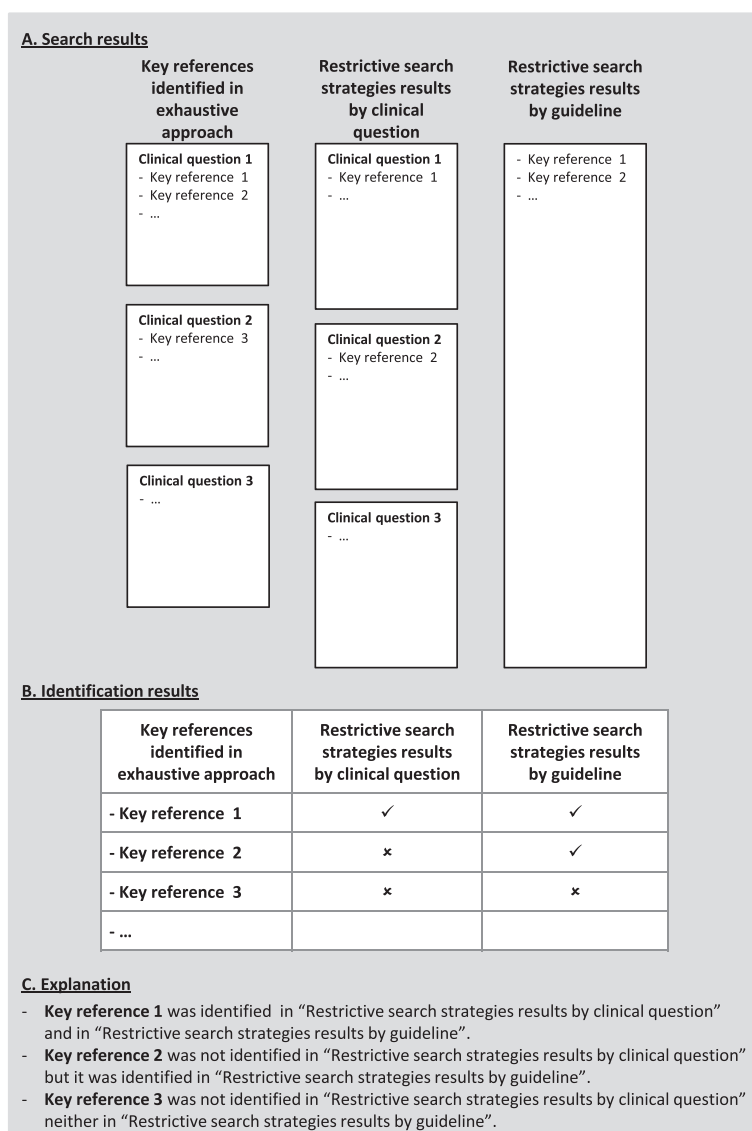 A. Search results
Key references
identified in
exhaustive
approach
Clinical question 1
- Key reference 1
- Key reference 2
- ...
Clinical question 2
- Key reference 3
- ...
Clinical question 3
- ...
Restrictive search
strategies results
by clinical
question
Clinical question 1
- Key reference 1
- ...
Clinical question 2
- Key reference 2
- ...
Clinical question 3
- ...
Restrictive search
strategies results
by guideline
- Key reference 1
- Key reference 2
- ...
B. Identification results
Key references
identified in
exhaustive approach
Restrictive search
strategies results
by clinical question
Restrictive search
strategies results
by guideline
- Key reference 1 ✓ ✓
- Key reference 2 ✗ ✓
- Key reference 3 ✗ ✗
- ...
C. Explanation
- Key reference 1 was identified in “Restrictive search strategies results by clinical question”
and in “Restrictive search strategies results by guideline”.
- Key reference 2 was not identified in “Restrictive search strategies results by clinical question”
but it was identified in “Restrictive search strategies results by guideline”.
- Key reference 3 was not identified in “Restrictive search strategies results by clinical question”
neither in “Restrictive search strategies results by guideline”.